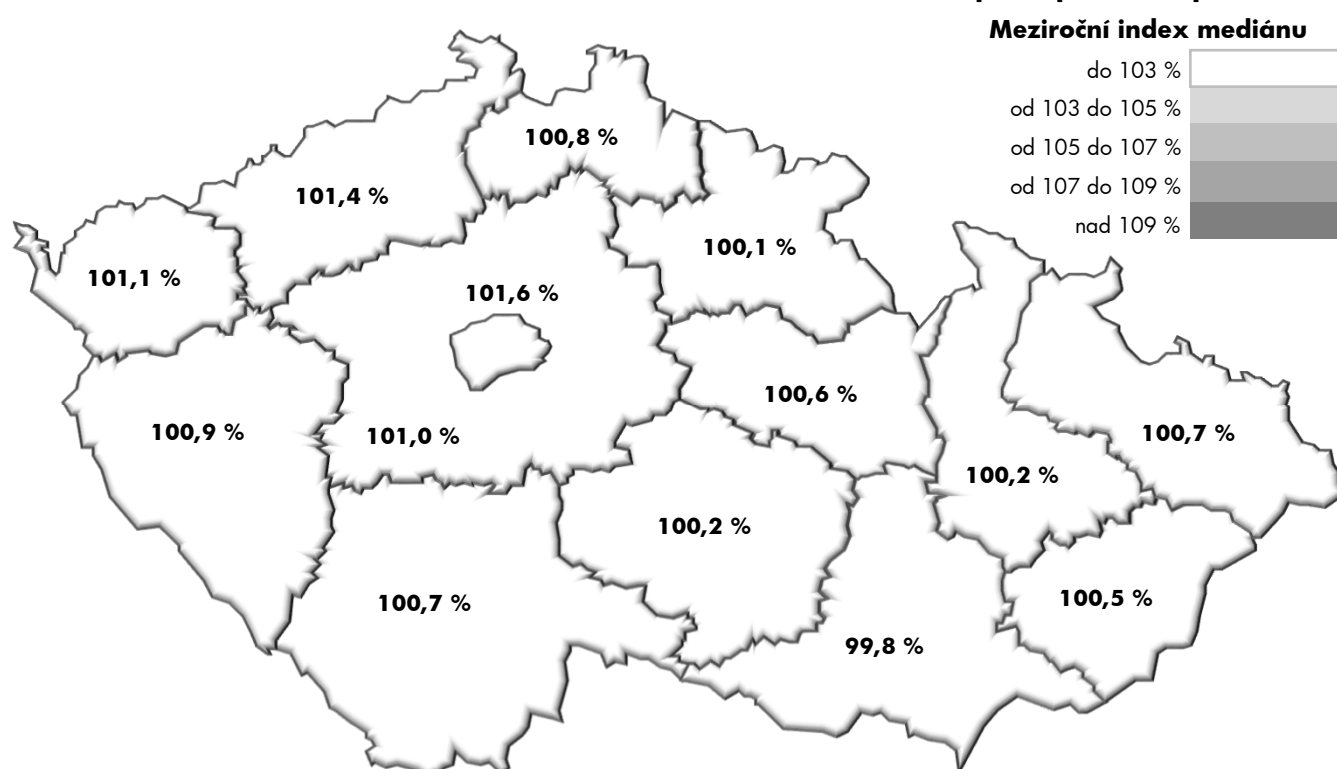 Meziroční index mediánu
do 103 %
od 103 do 105 %
od 105 do 107 %
od 107 do 109 %
nad 109 %
100,8 %
101,4 %
100,1 %
101,1 %
101,6 %
100,6 %
100,9 %
101,0 %
100,7 %
100,2 %
100,2 %
100,7 %
100,5 %
99,8 %